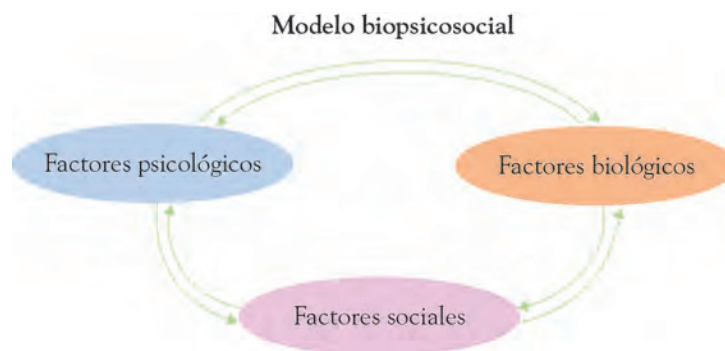 Modelo biopsicosocial
Factores psicológicos
Factores biológicos
Factores sociales